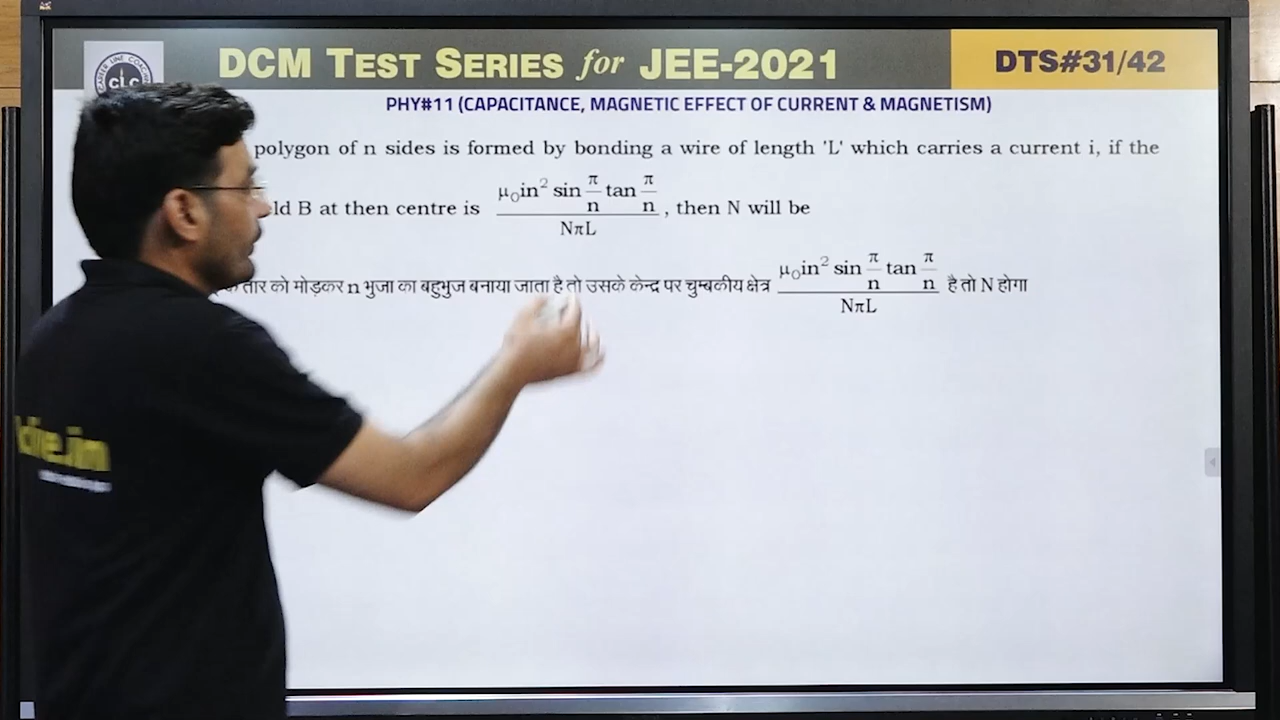 DCM TEST SERIES for JEE-2021
DTS#31/42
PHY#11 (CAPACITANCE, MAGNETIC EFFECT OF CURRENT & MAGNETISM)
polygon of n sides is formed by bonding a wire of length 'L' which carries a current i, if the
B at then centre is μ₀in² sin π/n tan π/n / NπL , then N will be
तार को मोड़कर n भुजा का बहुभुज बनाया जाता है तो उसके केन्द्र पर चुम्बकीय क्षेत्र μ₀in² sin π/n tan π/n / NπL है तो N होगा